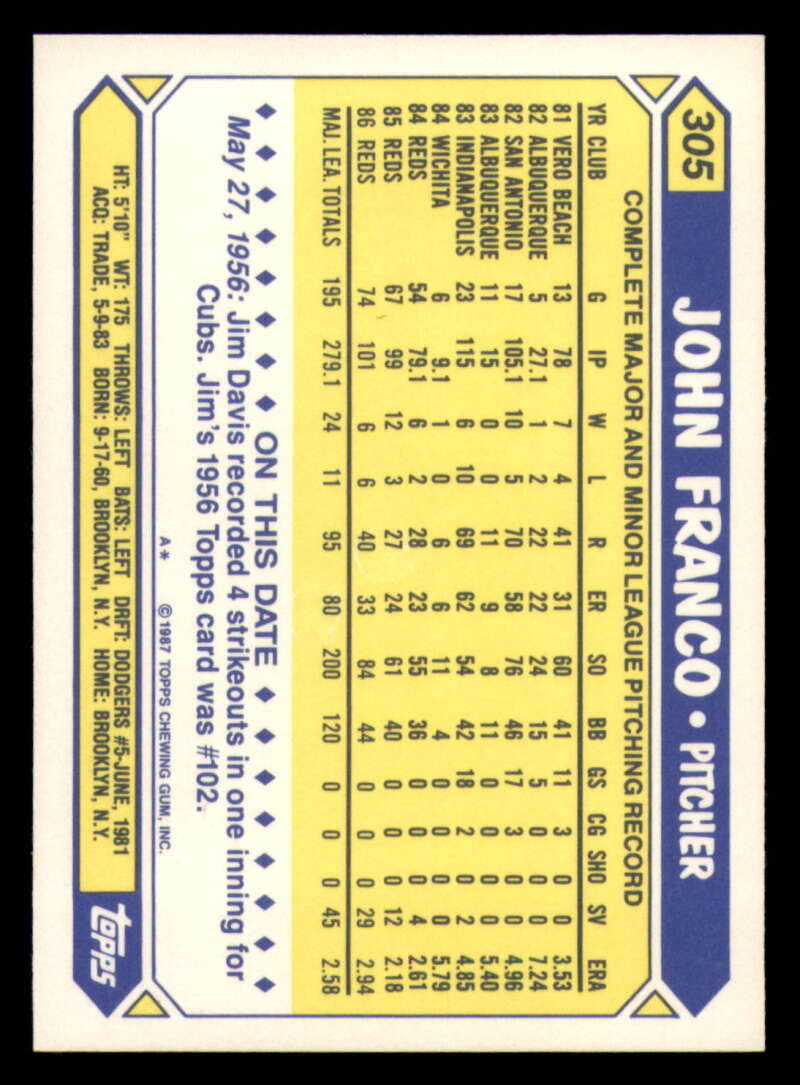 305 JOHN FRANCO • PITCHER
COMPLETE MAJOR AND MINOR LEAGUE PITCHING RECORD
YR CLUB G IP W L R ER SO BB GS CG SHO SV ERA
81 VERO BEACH 13 78 7 4 41 31 60 41 11 3 0 0 3.53
82 ALBUQUERQUE 5 27.1 1 2 22 22 24 15 5 0 0 0 7.24
82 SAN ANTONIO 17 105.1 10 5 70 58 76 46 17 3 0 0 4.96
83 ALBUQUERQUE 11 15 0 0 11 9 8 11 0 0 0 0 5.40
83 INDIANAPOLIS 23 115 6 10 69 62 54 42 18 2 0 2 4.85
84 WICHITA 6 9.1 1 0 6 6 11 4 0 0 0 0 5.79
84 REDS 54 79.1 6 2 28 23 55 36 0 0 0 4 2.61
85 REDS 67 99 12 3 27 24 61 40 0 0 0 12 2.18
86 REDS 74 101 6 6 40 33 84 44 0 0 0 29 2.94
MAJ. LEA. TOTALS 195 279.1 24 11 95 80 200 120 0 0 0 45 2.58
ON THIS DATE
May 27, 1956: Jim Davis recorded 4 strikeouts in one inning for
Cubs. Jim's 1956 Topps card was #102.
A* ©1987 TOPPS CHEWING GUM, INC.
HT: 5'10" WT: 175 THROWS: LEFT BATS: LEFT DRFT: DODGERS #5-JUNE, 1981
ACQ: TRADE, 5-9-83 BORN: 9-17-60, BROOKLYN, N.Y. HOME: BROOKLYN, N.Y.
topps